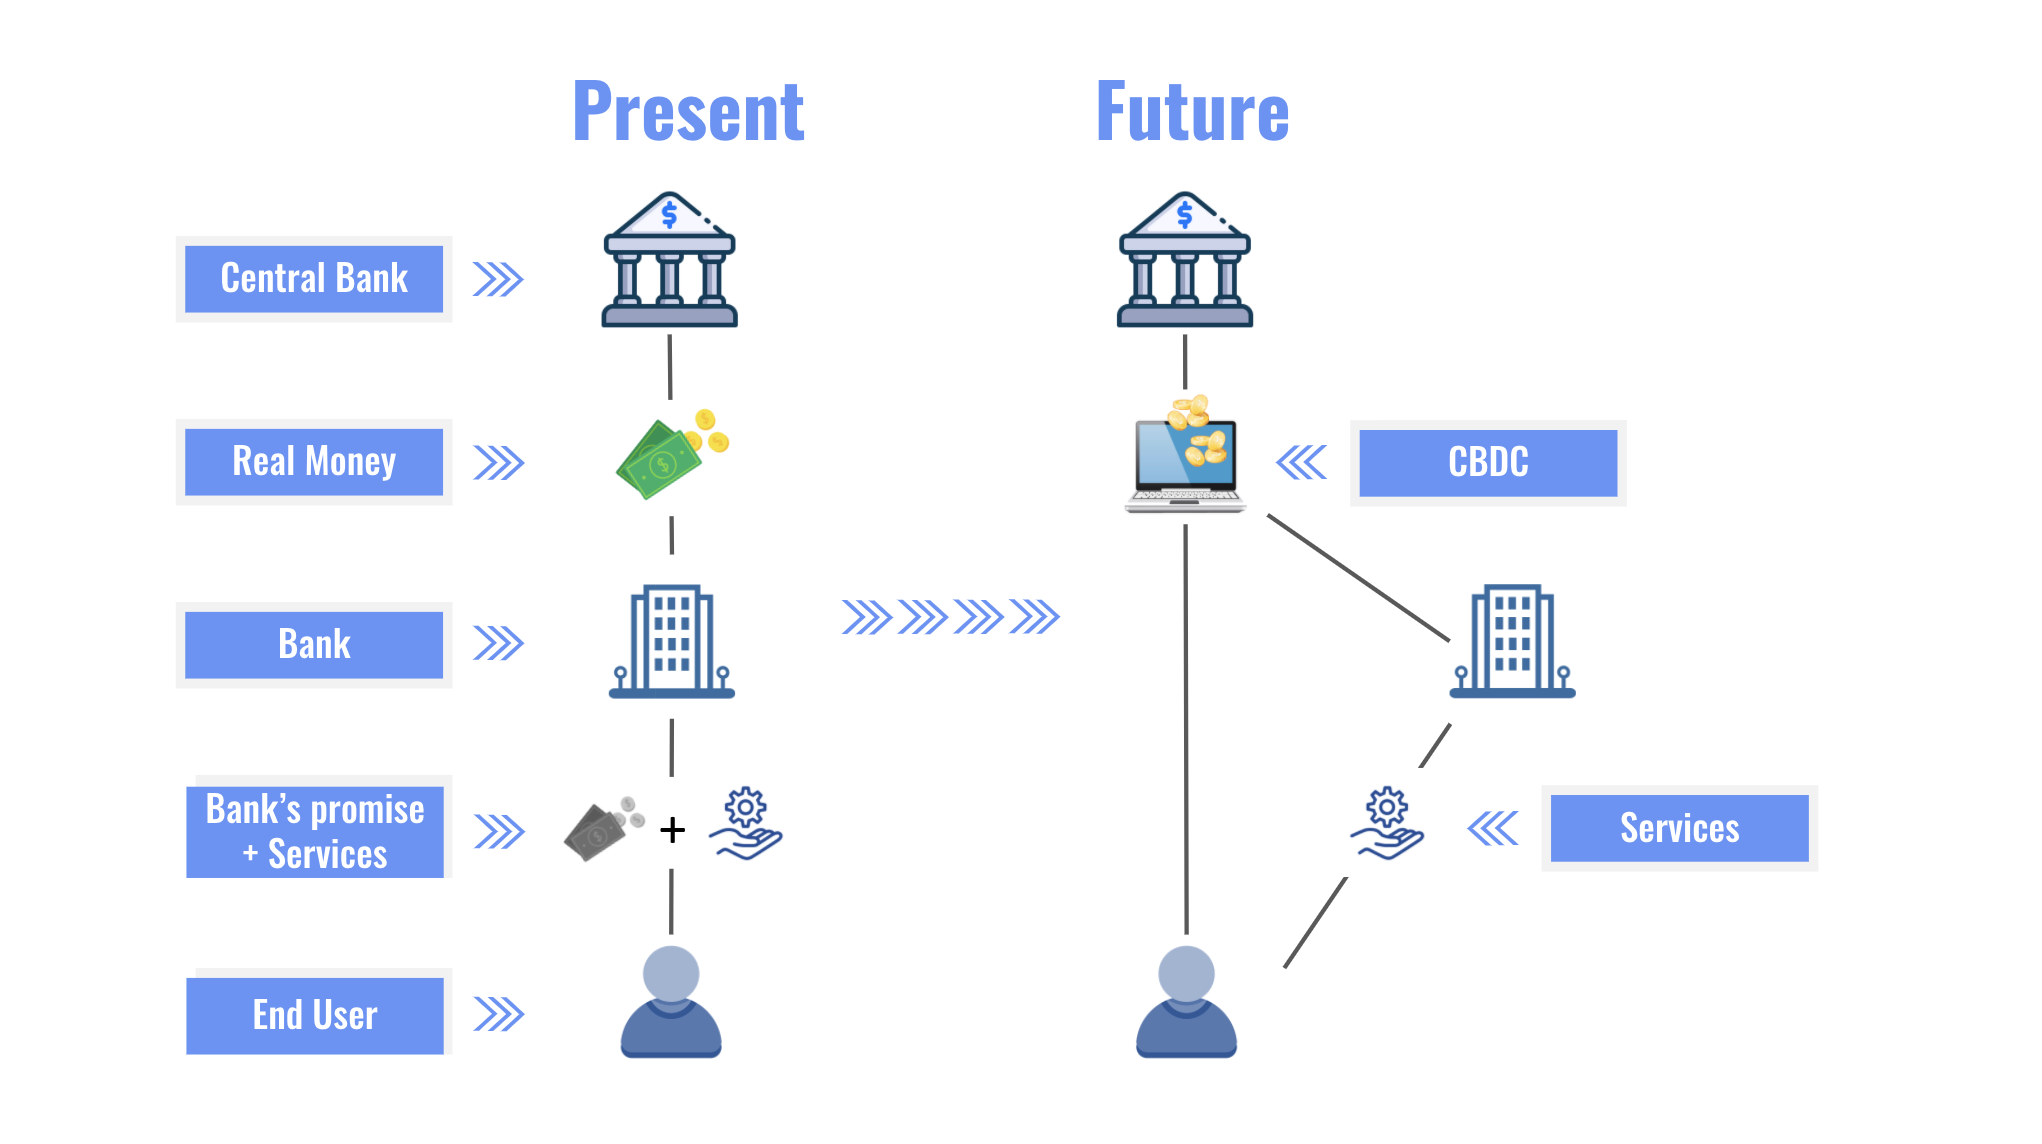 Present
Future
$
$
Central Bank
Real Money
CBDC
Bank
Bank's promise
+ Services
+
Services
End User